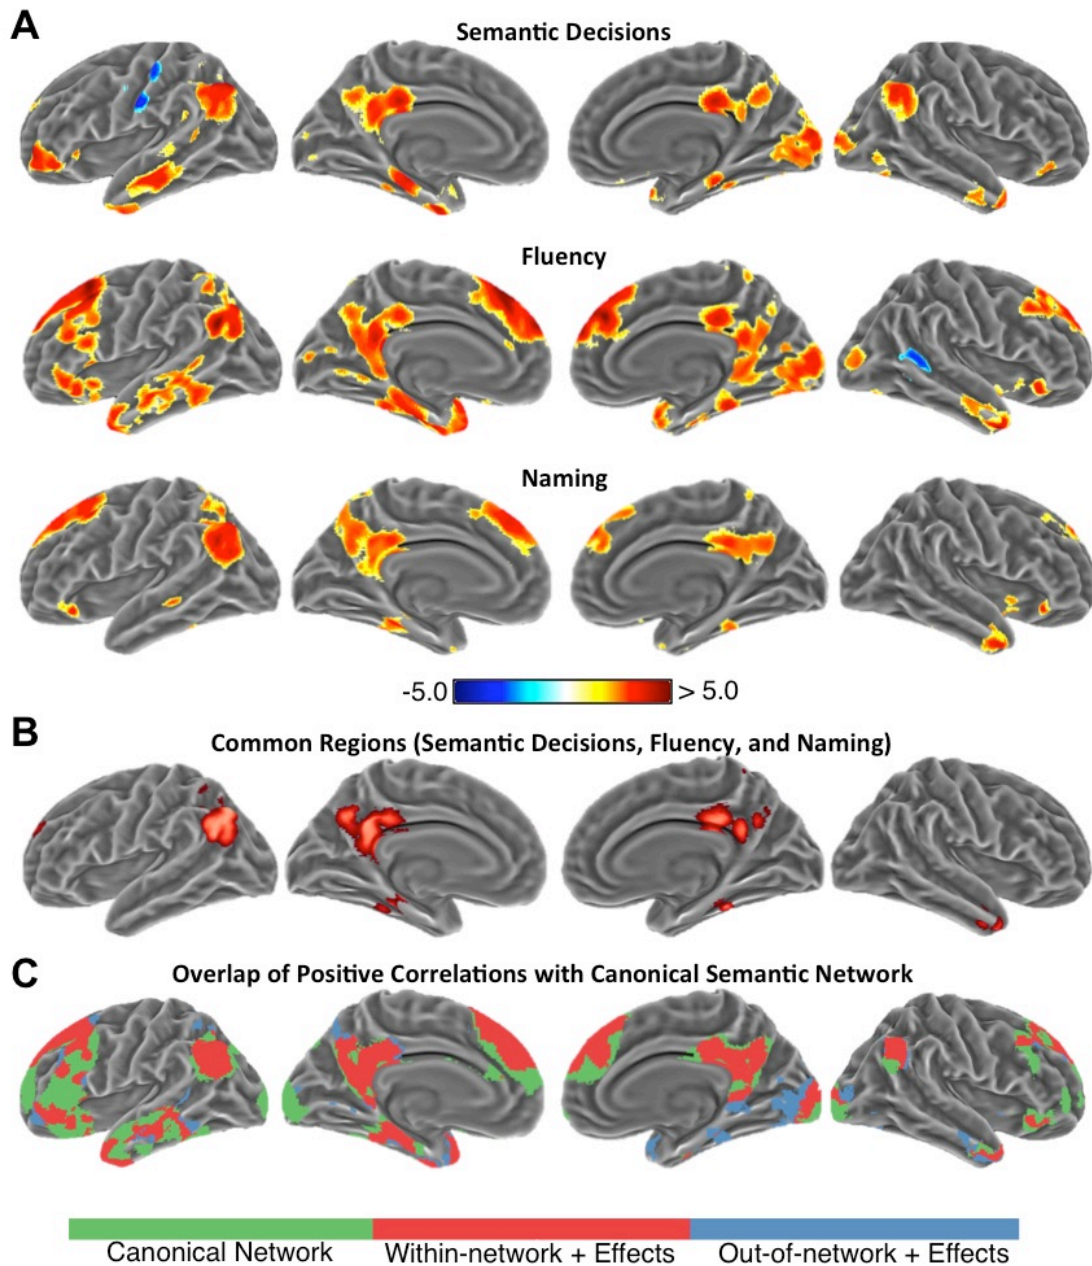 A
Semantic Decisions
Fluency
Naming
-5.0 > 5.0
B
Common Regions (Semantic Decisions, Fluency, and Naming)
C
Overlap of Positive Correlations with Canonical Semantic Network
Canonical Network Within-network + Effects Out-of-network + Effects